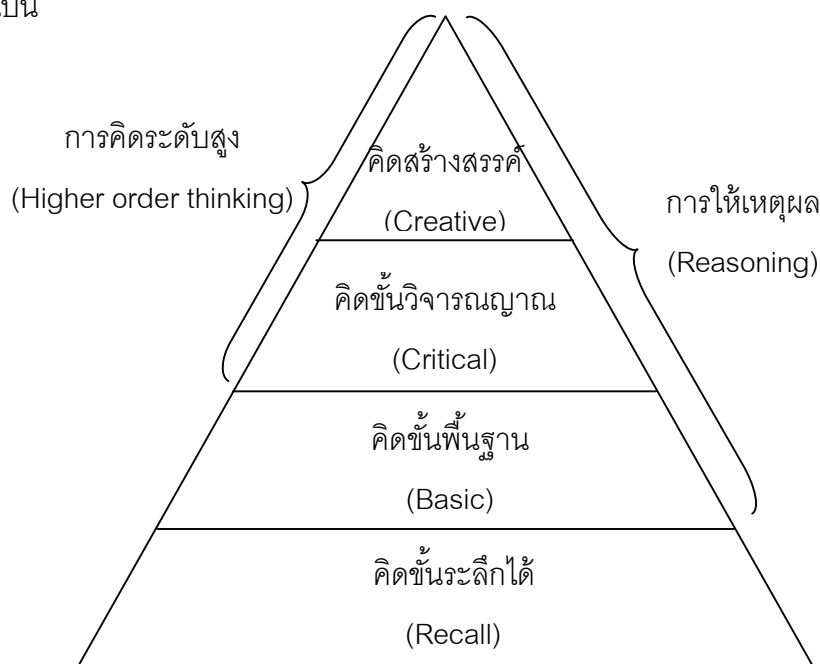 เป็น
การคิดระดับสูง
(Higher order thinking)
คิดสร้างสรรค์
(Creative)
การให้เหตุผล
(Reasoning)
คิดขั้นวิจารณญาณ
(Critical)
คิดขั้นพื้นฐาน
(Basic)
คิดขั้นระลึกได้
(Recall)